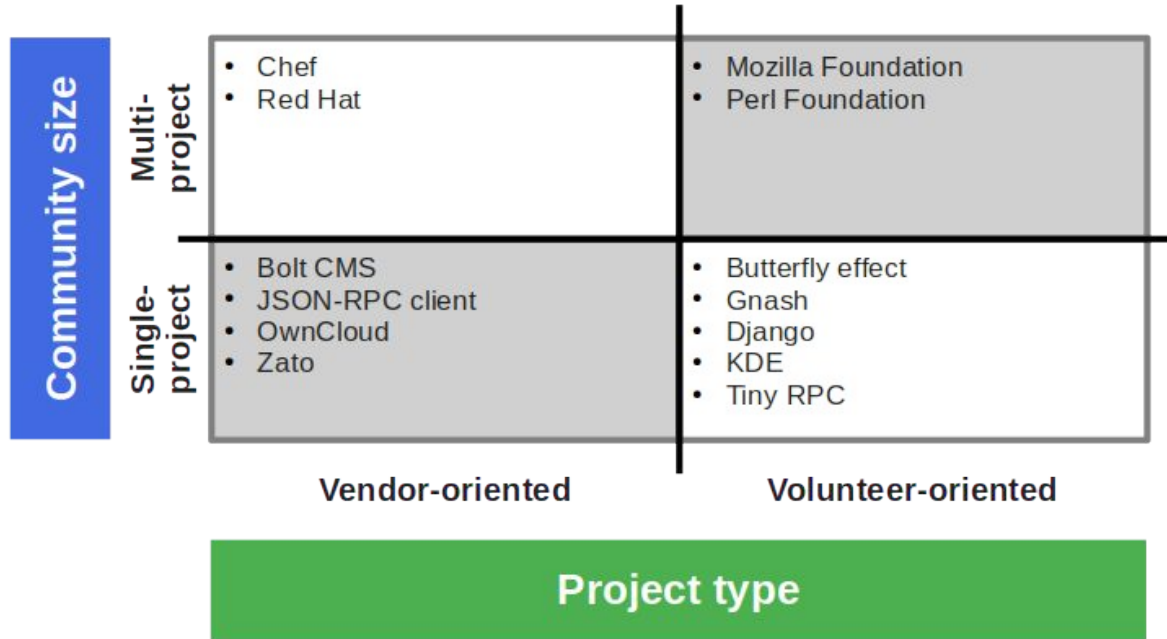 Community size
Multi-
project
• Chef
• Red Hat
• Mozilla Foundation
• Perl Foundation
Single-
project
• Bolt CMS
• JSON-RPC client
• OwnCloud
• Zato
• Butterfly effect
• Gnash
• Django
• KDE
• Tiny RPC
Vendor-oriented
Volunteer-oriented
Project type